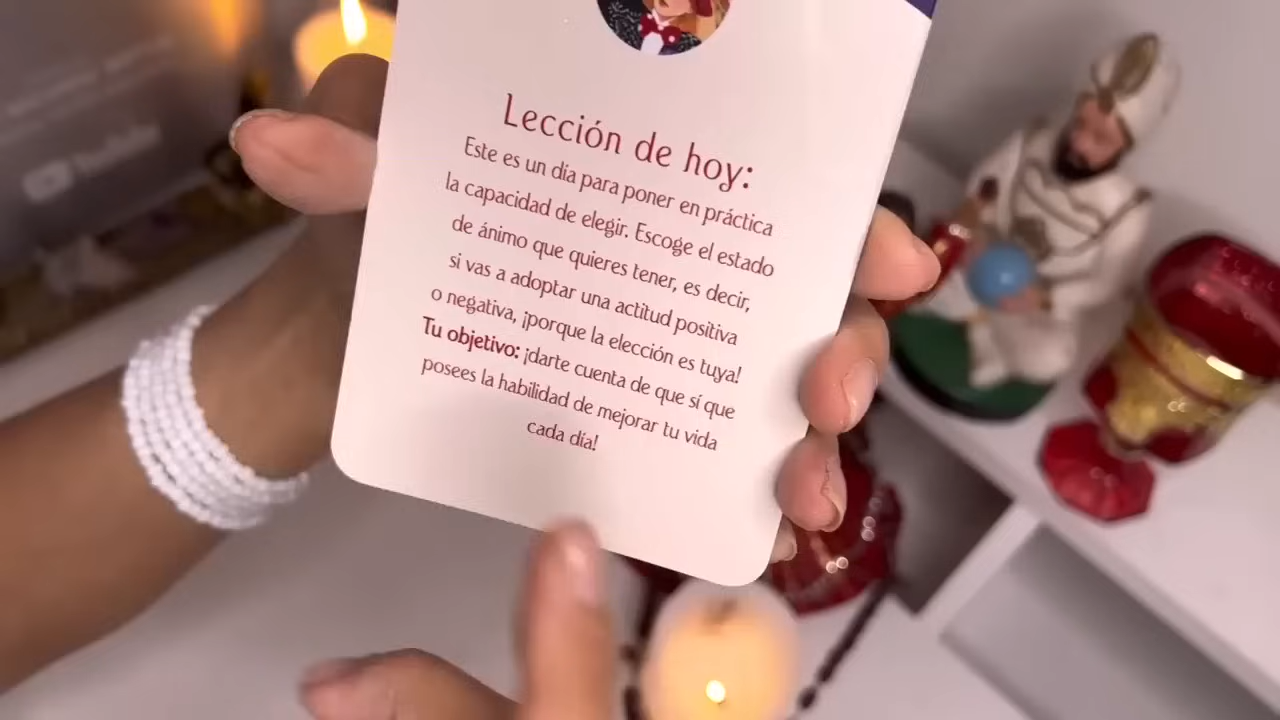 Lección de hoy:
Este es un día para poner en práctica
la capacidad de elegir. Escoge el estado
de ánimo que quieres tener, es decir,
si vas a adoptar una actitud positiva
o negativa, ¡porque la elección es tuya!
Tu objetivo: ¡darte cuenta de que sí que
posees la habilidad de mejorar tu vida
cada día!